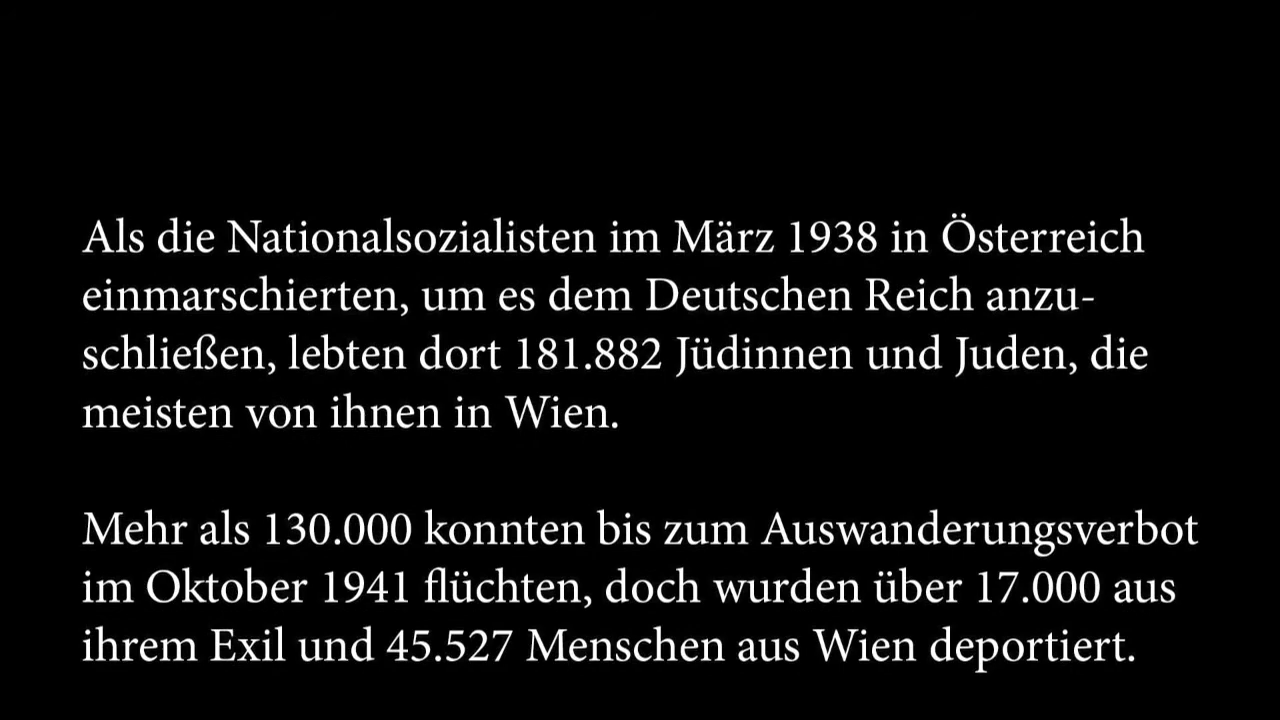 Als die Nationalsozialisten im März 1938 in Österreich
einmarschierten, um es dem Deutschen Reich anzu-
schließen, lebten dort 181.882 Jüdinnen und Juden, die
meisten von ihnen in Wien.
Mehr als 130.000 konnten bis zum Auswanderungsverbot
im Oktober 1941 flüchten, doch wurden über 17.000 aus
ihrem Exil und 45.527 Menschen aus Wien deportiert.